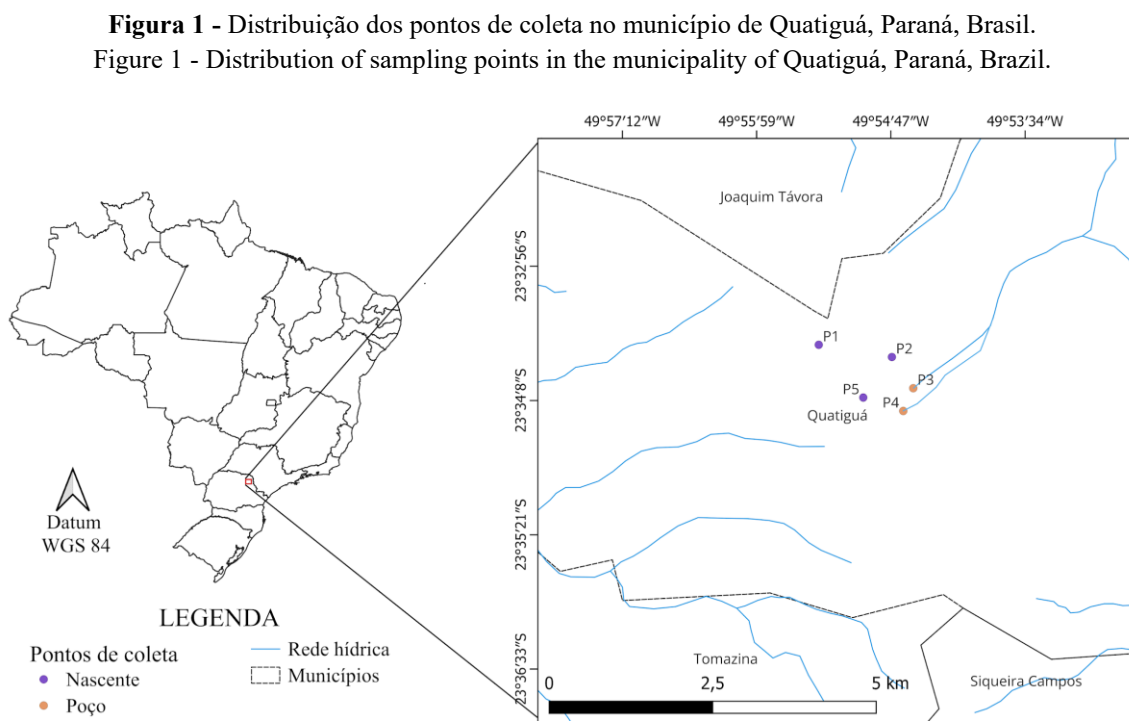 Figura 1 - Distribuição dos pontos de coleta no município de Quatiguá, Paraná, Brasil.
Figure 1 - Distribution of sampling points in the municipality of Quatiguá, Paraná, Brazil.
49°57'12"W 49°55'59"W 49°54'47"W 49°53'34"W
Joaquim Távora
23°32'56"S
P1
P2
P3
23°34'8"S
P5
P4
Quatiguá
Datum
WGS 84
23°35'21"S
LEGENDA
Pontos de coleta
Nascente
Poço
Rede hídrica
Municípios
23°36'33"S
Tomazina
Siqueira Campos
0 2,5 5 km